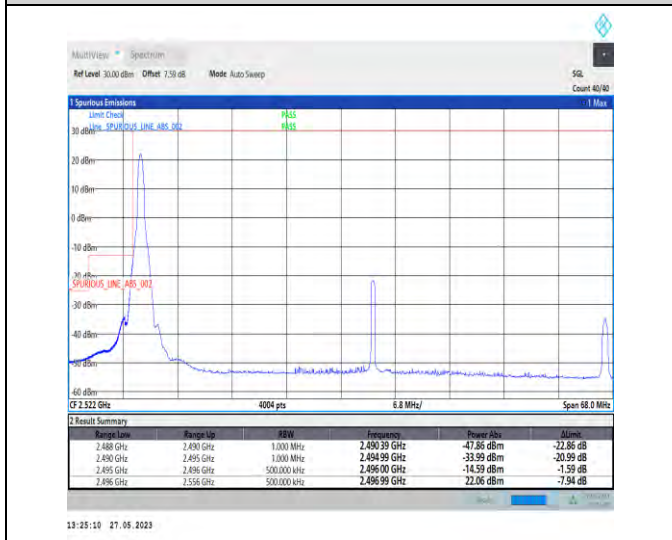 MultiView Spectrum
Ref Level 30.00 dBm Offset 7.59 dB Mode Auto Sweep SGL
Count 40/40
1 Spurious Emissions 1 Max
Limit Check PASS
Line SPURIOUS_LINE_ABS_002 PASS
30 dBm
20 dBm
10 dBm
0 dBm
-10 dBm
-20 dBm
SPURIOUS_LINE_ABS_002
-30 dBm
-40 dBm
-50 dBm
-60 dBm
CF 2.522 GHz 4004 pts 6.8 MHz/ Span 68.0 MHz
2 Result Summary
Range Low Range Up RBW Frequency Power Abs ΔLimit
2.488 GHz 2.490 GHz 1.000 MHz 2.490 39 GHz -47.86 dBm -22.86 dB
2.490 GHz 2.495 GHz 1.000 MHz 2.494 99 GHz -33.99 dBm -20.99 dB
2.495 GHz 2.496 GHz 500.000 kHz 2.496 00 GHz -14.59 dBm -1.59 dB
2.496 GHz 2.556 GHz 500.000 kHz 2.496 99 GHz 22.06 dBm -7.94 dB
13:25:10 27.05.2023